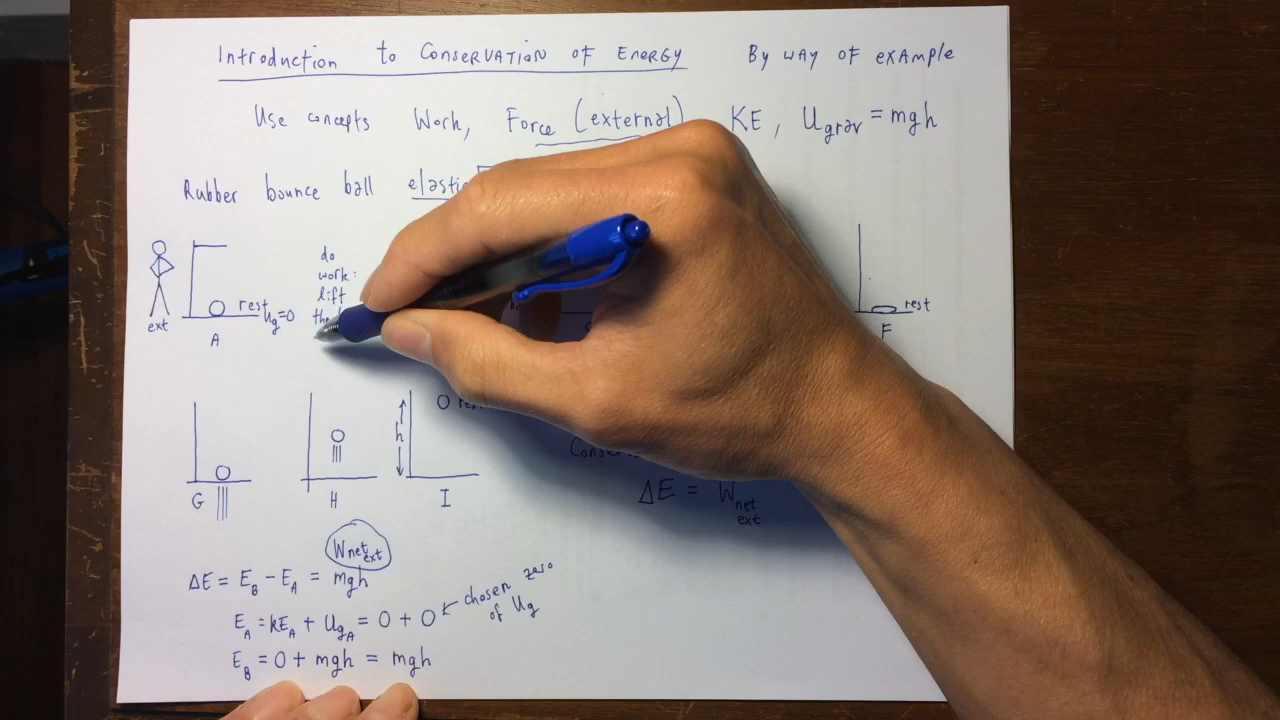 Introduction to Conservation of Energy By way of example
Use concepts Work, Force (external) KE, Ugrav = mgh
Rubber bounce ball
do
work:
lift
rest
Ug=0
ext
A
rest
F
h
G
H
I
ΔE = Wnet ext
Wnet ext
ΔE = EB - EA = mgh
EA = KEA + UgA = 0 + 0 ← chosen zero of Ug
EB = 0 + mgh = mgh